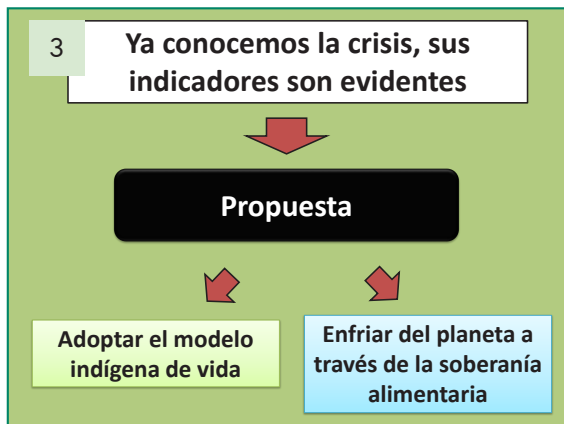 3
Ya conocemos la crisis, sus
indicadores son evidentes
Propuesta
Adoptar el modelo
indígena de vida
Enfriar del planeta a
través de la soberanía
alimentaria